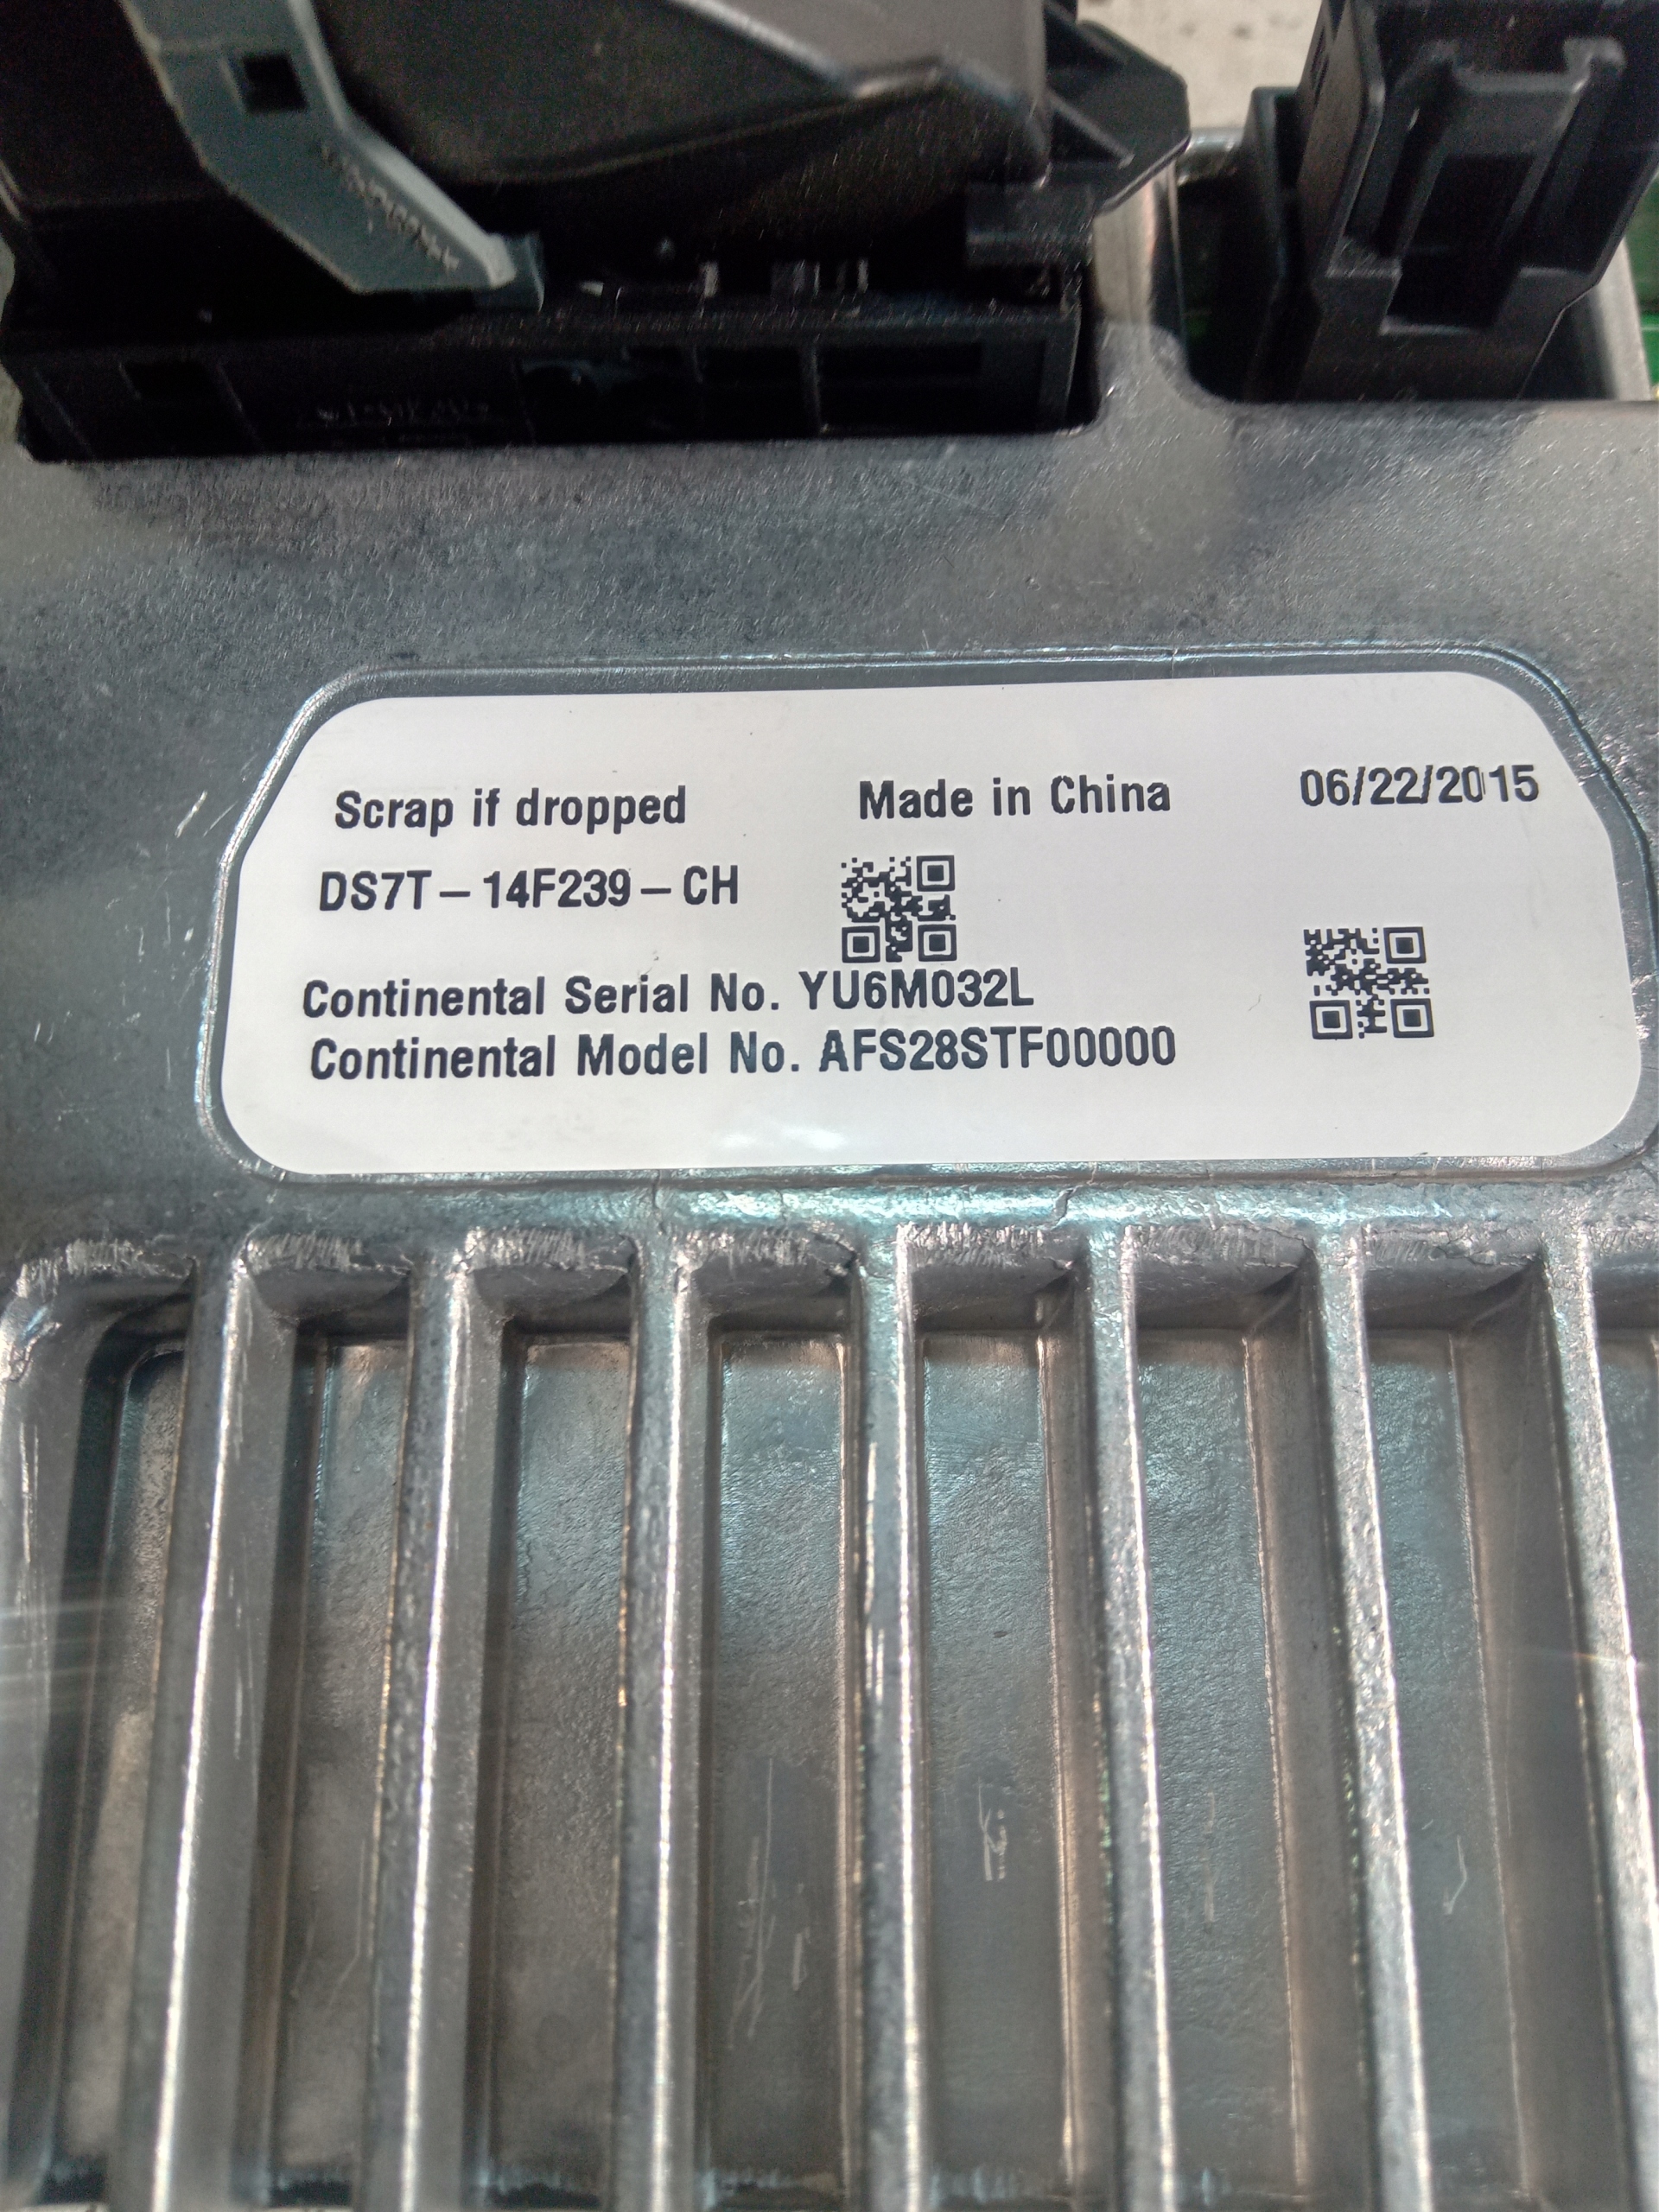 Scrap if dropped Made in China 06/22/2015
DS7T-14F239-CH
Continental Serial No. YU6M032L
Continental Model No. AFS28STF00000